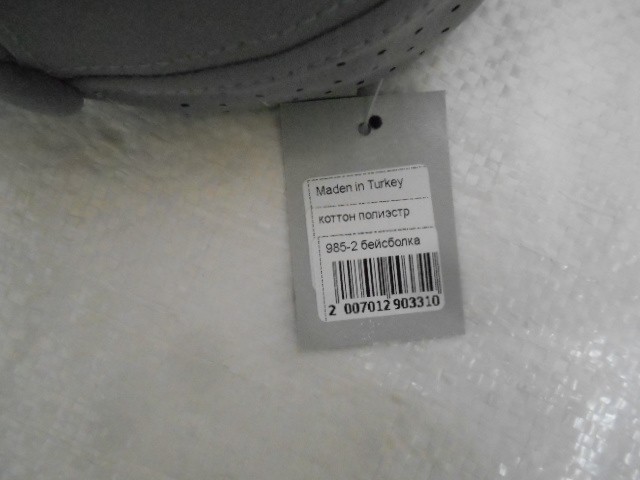 Maden in Turkey
коттон полиэстр
985-2 бейсболка
2 007012 903310